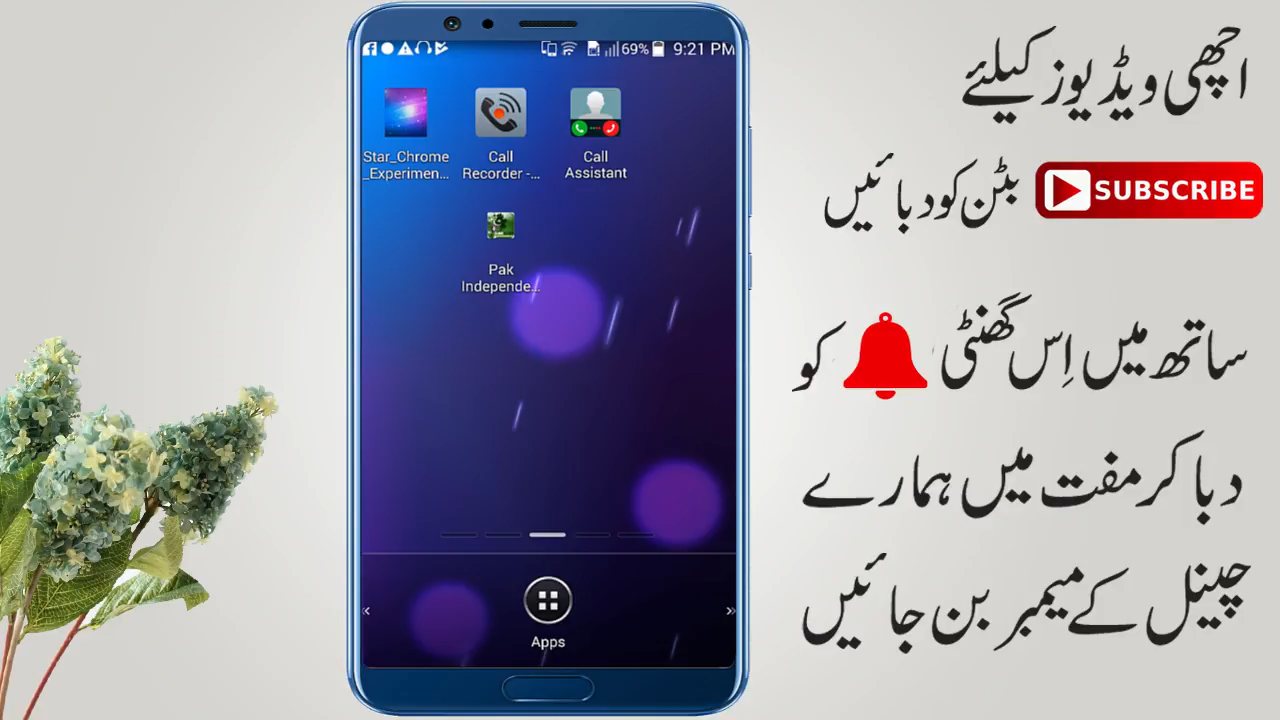 69% 9:21 PM
Star_Chrome
_Experimen...
Call
Recorder -...
Call
Assistant
Pak
Independe...
Apps
اچھی ویڈیوز کیلئے
SUBSCRIBE بٹن کو دبائیں
ساتھ میں اِس گھنٹی کو
دبا کر مفت میں ہمارے
چینل کے میمبر بن جائیں